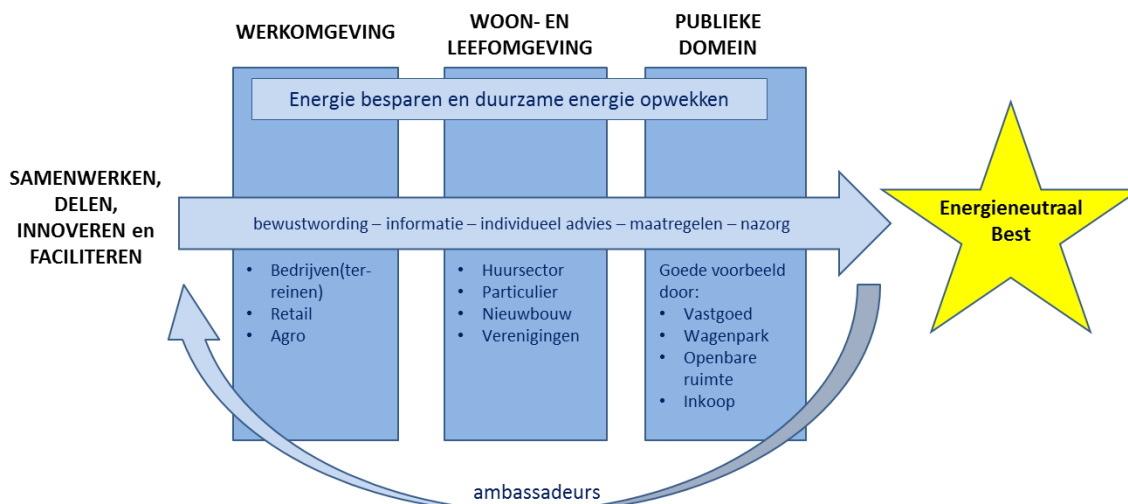 WERKOMGEVING
WOON- EN
LEEFOMGEVING
PUBLIEKE
DOMEIN
Energie besparen en duurzame energie opwekken
SAMENWERKEN,
DELEN,
INNOVEREN en
FACILITEREN
bewustwording – informatie – individueel advies – maatregelen – nazorg
Energieneutraal
Best
• Bedrijven(ter-
reinen)
• Retail
• Agro
• Huursector
• Particulier
• Nieuwbouw
• Verenigingen
Goede voorbeeld
door:
• Vastgoed
• Wagenpark
• Openbare
ruimte
• Inkoop
ambassadeurs